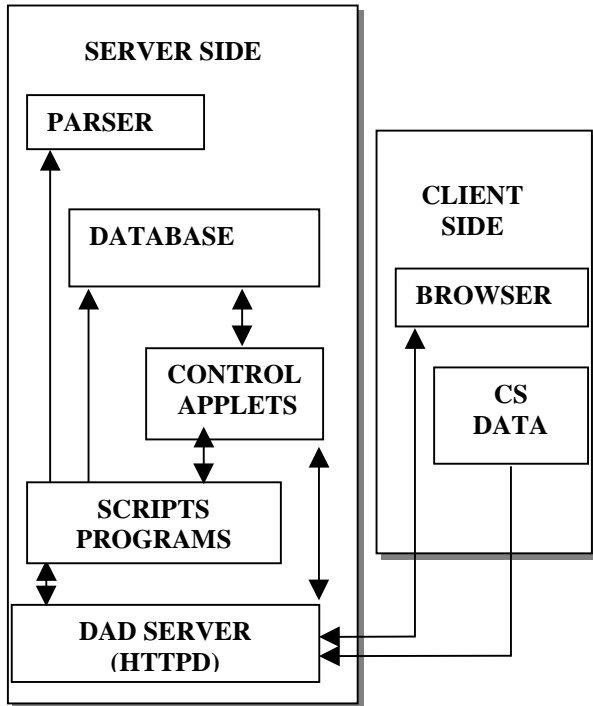 SERVER SIDE
PARSER
DATABASE
CONTROL
APPLETS
SCRIPTS
PROGRAMS
DAD SERVER
(HTTPD)
CLIENT
SIDE
BROWSER
CS
DATA